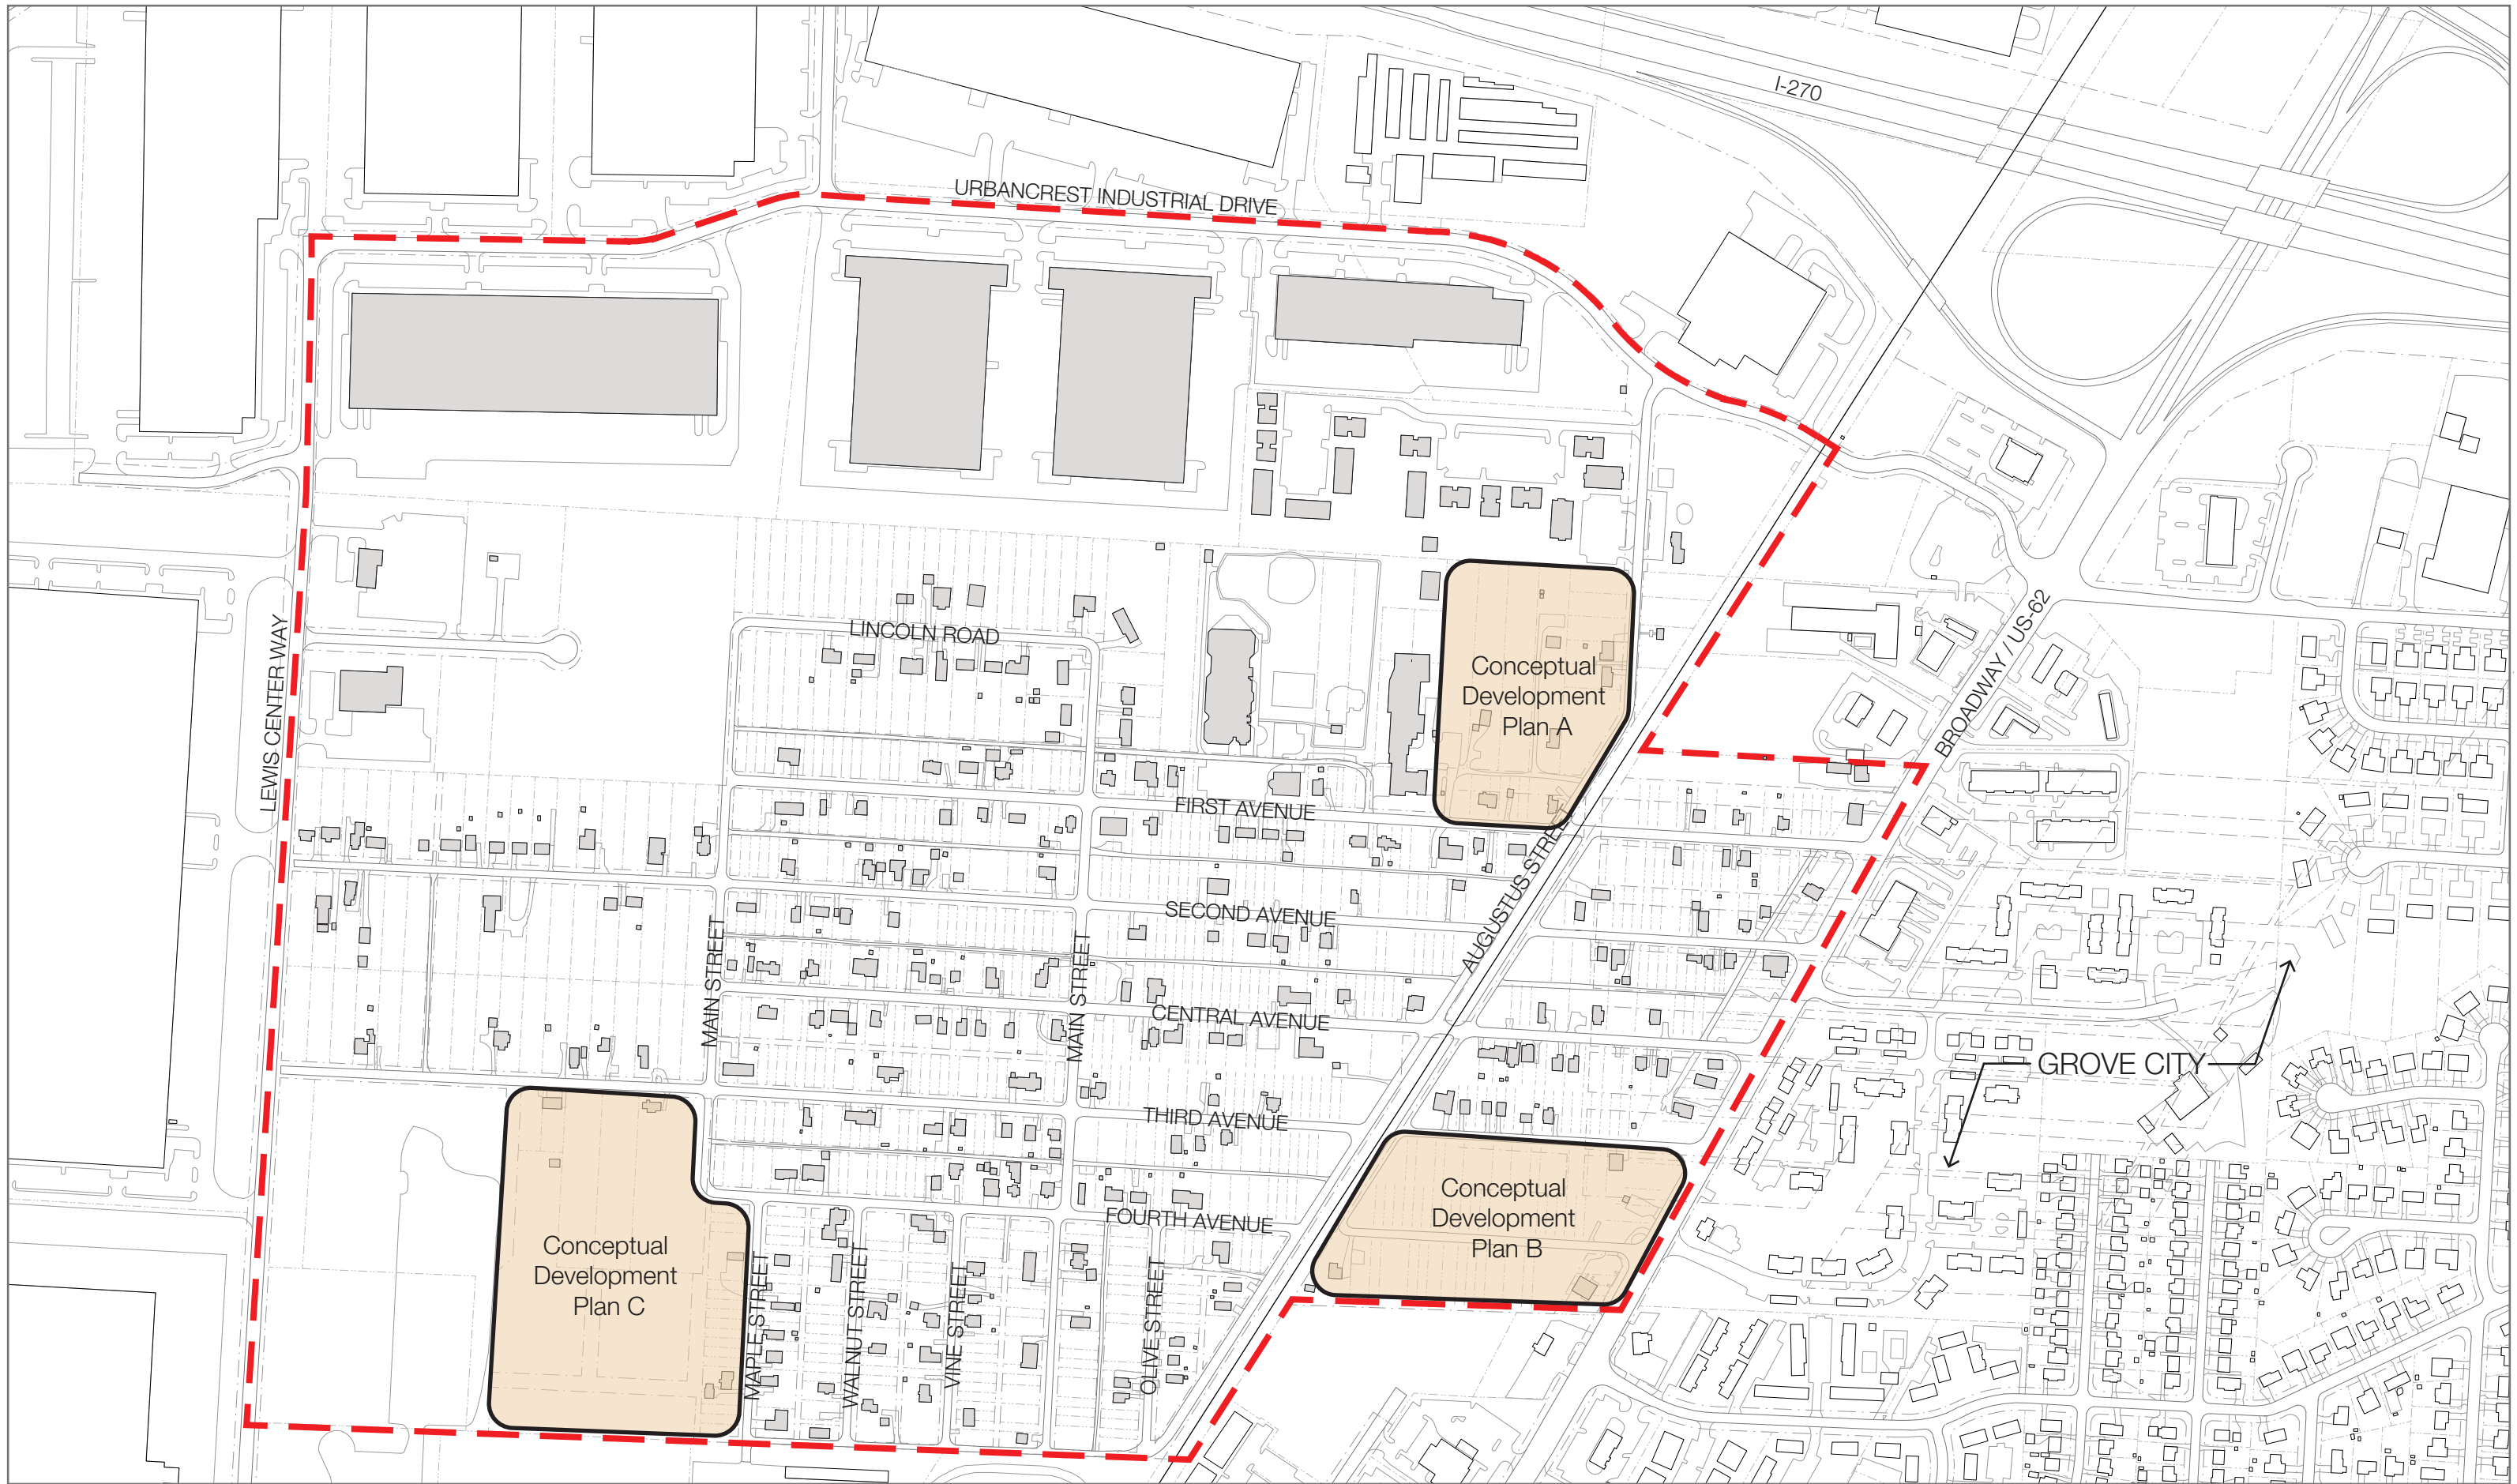 I-270
URBANCREST INDUSTRIAL DRIVE
LINCOLN ROAD
LEWIS CENTER WAY
BROADWAY / US-62
Conceptual
Development
Plan A
FIRST AVENUE
AUGUSTUS STREET
SECOND AVENUE
MAIN STREET
MAIN STREET
CENTRAL AVENUE
GROVE CITY
THIRD AVENUE
FOURTH AVENUE
Conceptual
Development
Plan B
Conceptual
Development
Plan C
MAPLE STREET
WALNUT STREET
VINE STREET
OLIVE STREET